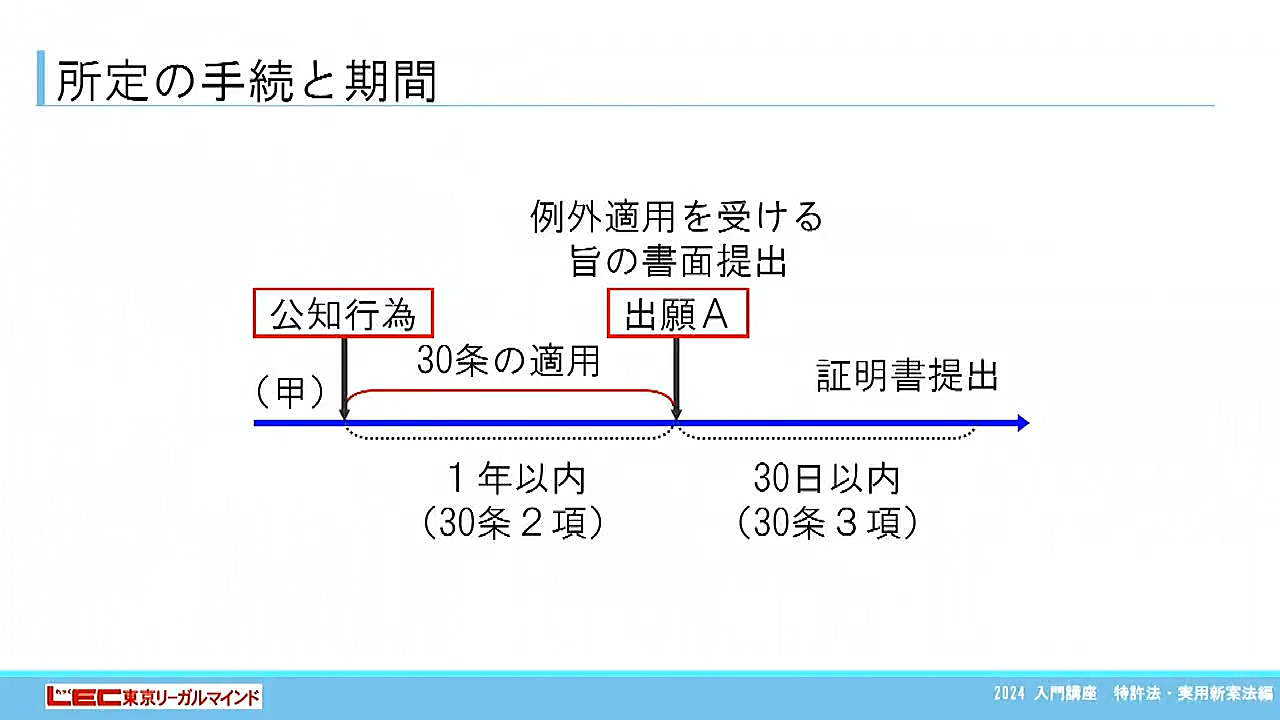 所定の手続と期間
例外適用を受ける
旨の書面提出
公知行為
出願A
30条の適用
(甲)
証明書提出
1年以内
(30条2項)
30日以内
(30条3項)
LEC東京リーガルマインド
2024 入門講座 特許法・実用新案法編